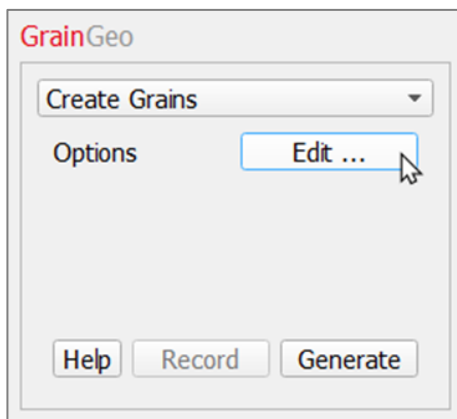 GrainGeo
Create Grains
Options Edit ...
Help Record Generate